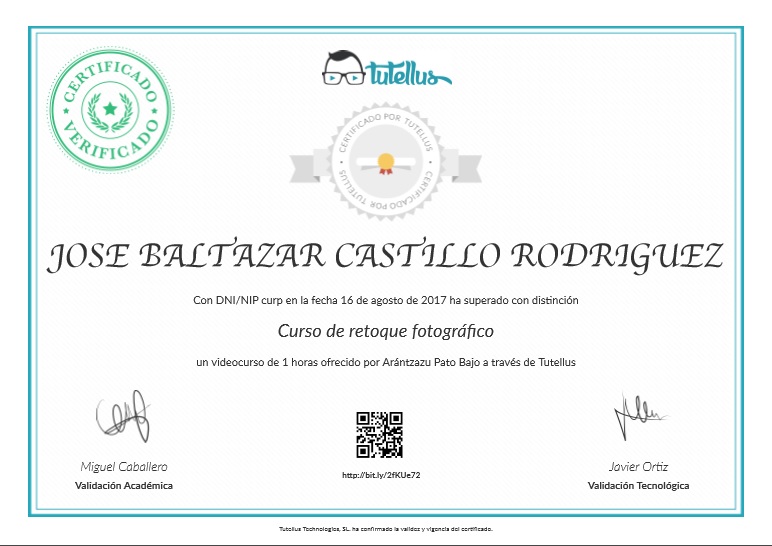 CERTIFICADO
VERIFICADO
tutellus
CERTIFICADO POR TUTELLUS
CERTIFICADO POR TUTELLUS
JOSE BALTAZAR CASTILLO RODRIGUEZ
Con DNI/NIP curp en la fecha 16 de agosto de 2017 ha superado con distinción
Curso de retoque fotográfico
un videocurso de 1 horas ofrecido por Arántzazu Pato Bajo a través de Tutellus
Miguel Caballero
Validación Académica
http://bit.ly/2fKUe72
Javier Ortiz
Validación Tecnológica
Tutellus Technologies, SL. ha confirmado la validez y vigencia del certificado.